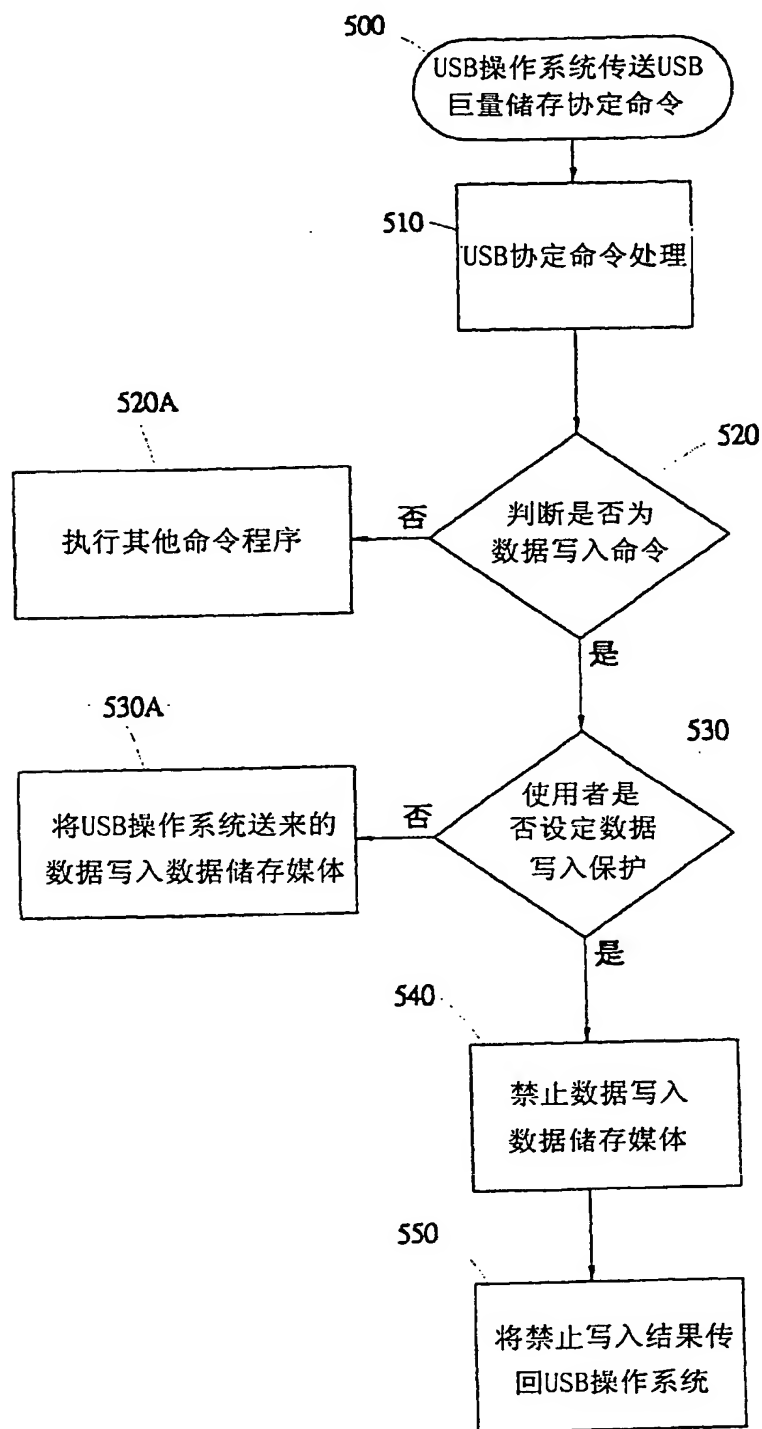 500
USB操作系统传送USB
巨量储存协定命令
510
USB协定命令处理
520A
520
执行其他命令程序
否
判断是否为
数据写入命令
是
530A
530
将USB操作系统送来的
数据写入数据储存媒体
否
使用者是
否设定数据
写入保护
是
540
禁止数据写入
数据储存媒体
550
将禁止写入结果传
回USB操作系统